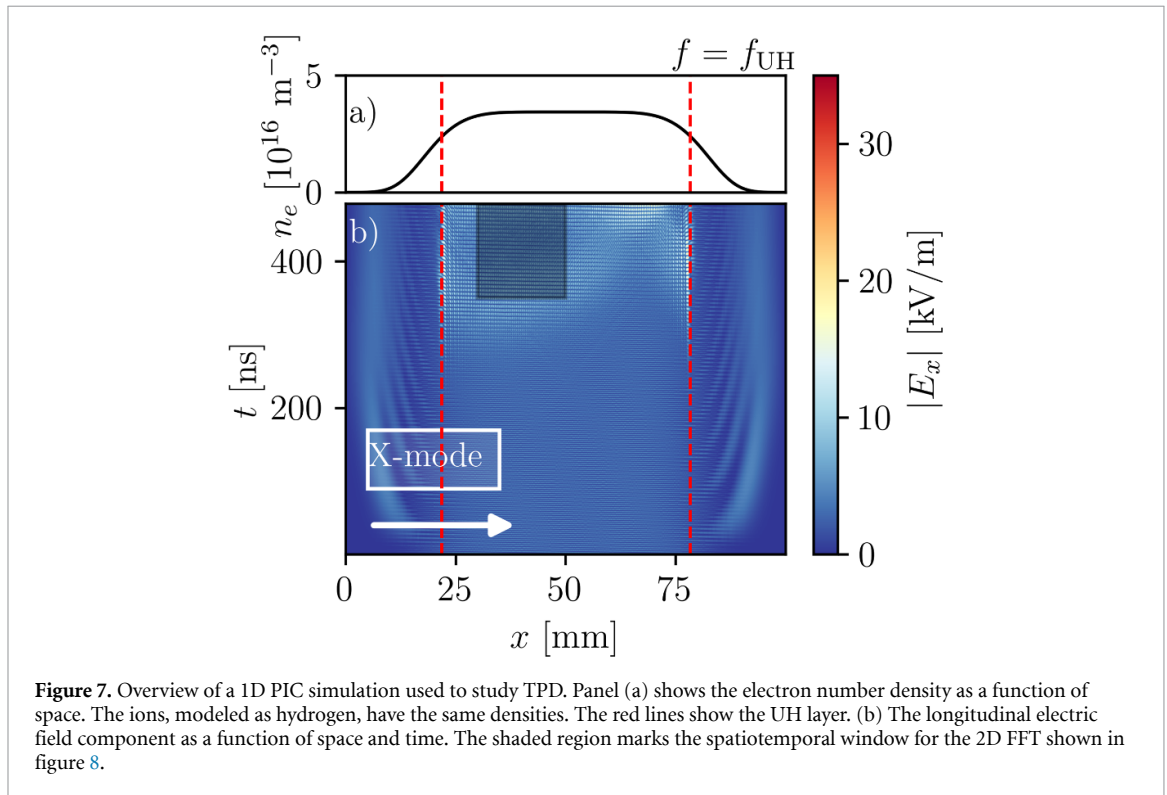 f = f_UH
5
a)
0
n_e [10^16 m^−3]
b)
400
200
t [ns]
X-mode
0 25 50 75
x [mm]
30
20
10
0
|E_x| [kV/m]
Figure 7. Overview of a 1D PIC simulation used to study TPD. Panel (a) shows the electron number density as a function of
space. The ions, modeled as hydrogen, have the same densities. The red lines show the UH layer. (b) The longitudinal electric
field component as a function of space and time. The shaded region marks the spatiotemporal window for the 2D FFT shown in
figure 8.